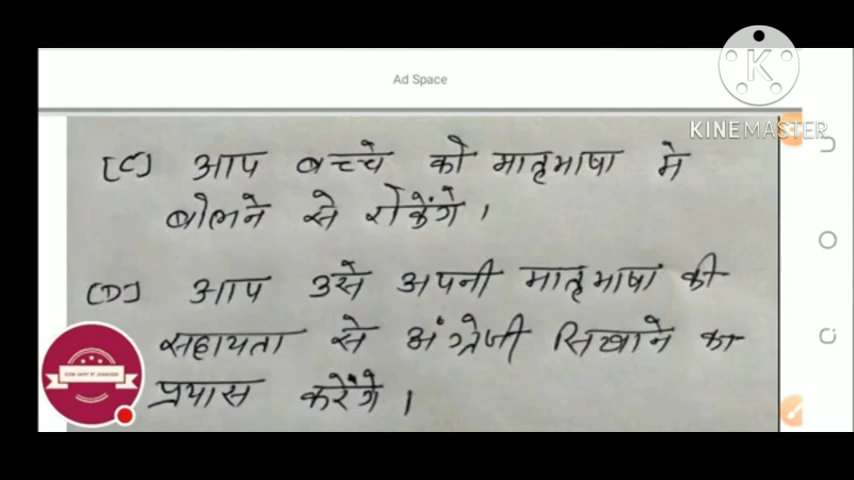 Ad Space
K
KINEMASTER
[C] आप बच्चे को मातृभाषा मे
बोलने से रोकेंगे ।
[D] आप उसे अपनी मातृभाषा की
सहायता से अंग्रेजी सिखाने का
प्रयास करेंगे ।